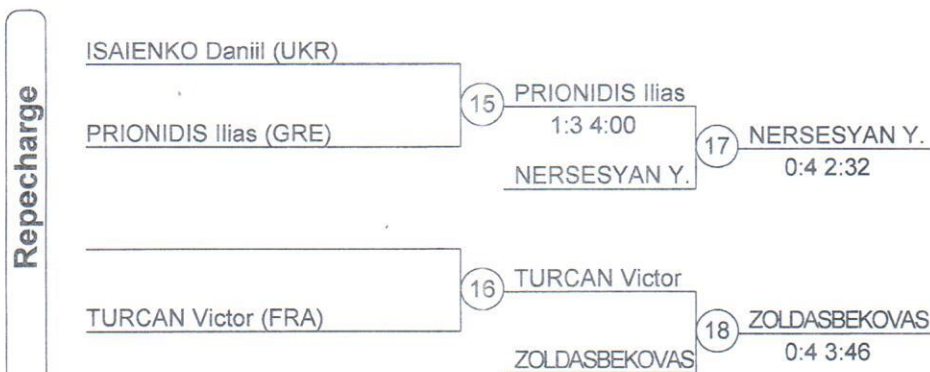 Repecharge
ISAIENKO Daniil (UKR)
15
PRIONIDIS Ilias
PRIONIDIS Ilias (GRE)
1:3 4:00
17
NERSESYAN Y.
NERSESYAN Y.
0:4 2:32
16
TURCAN Victor
TURCAN Victor (FRA)
18
ZOLDASBEKOVAS
ZOLDASBEKOVAS
0:4 3:46